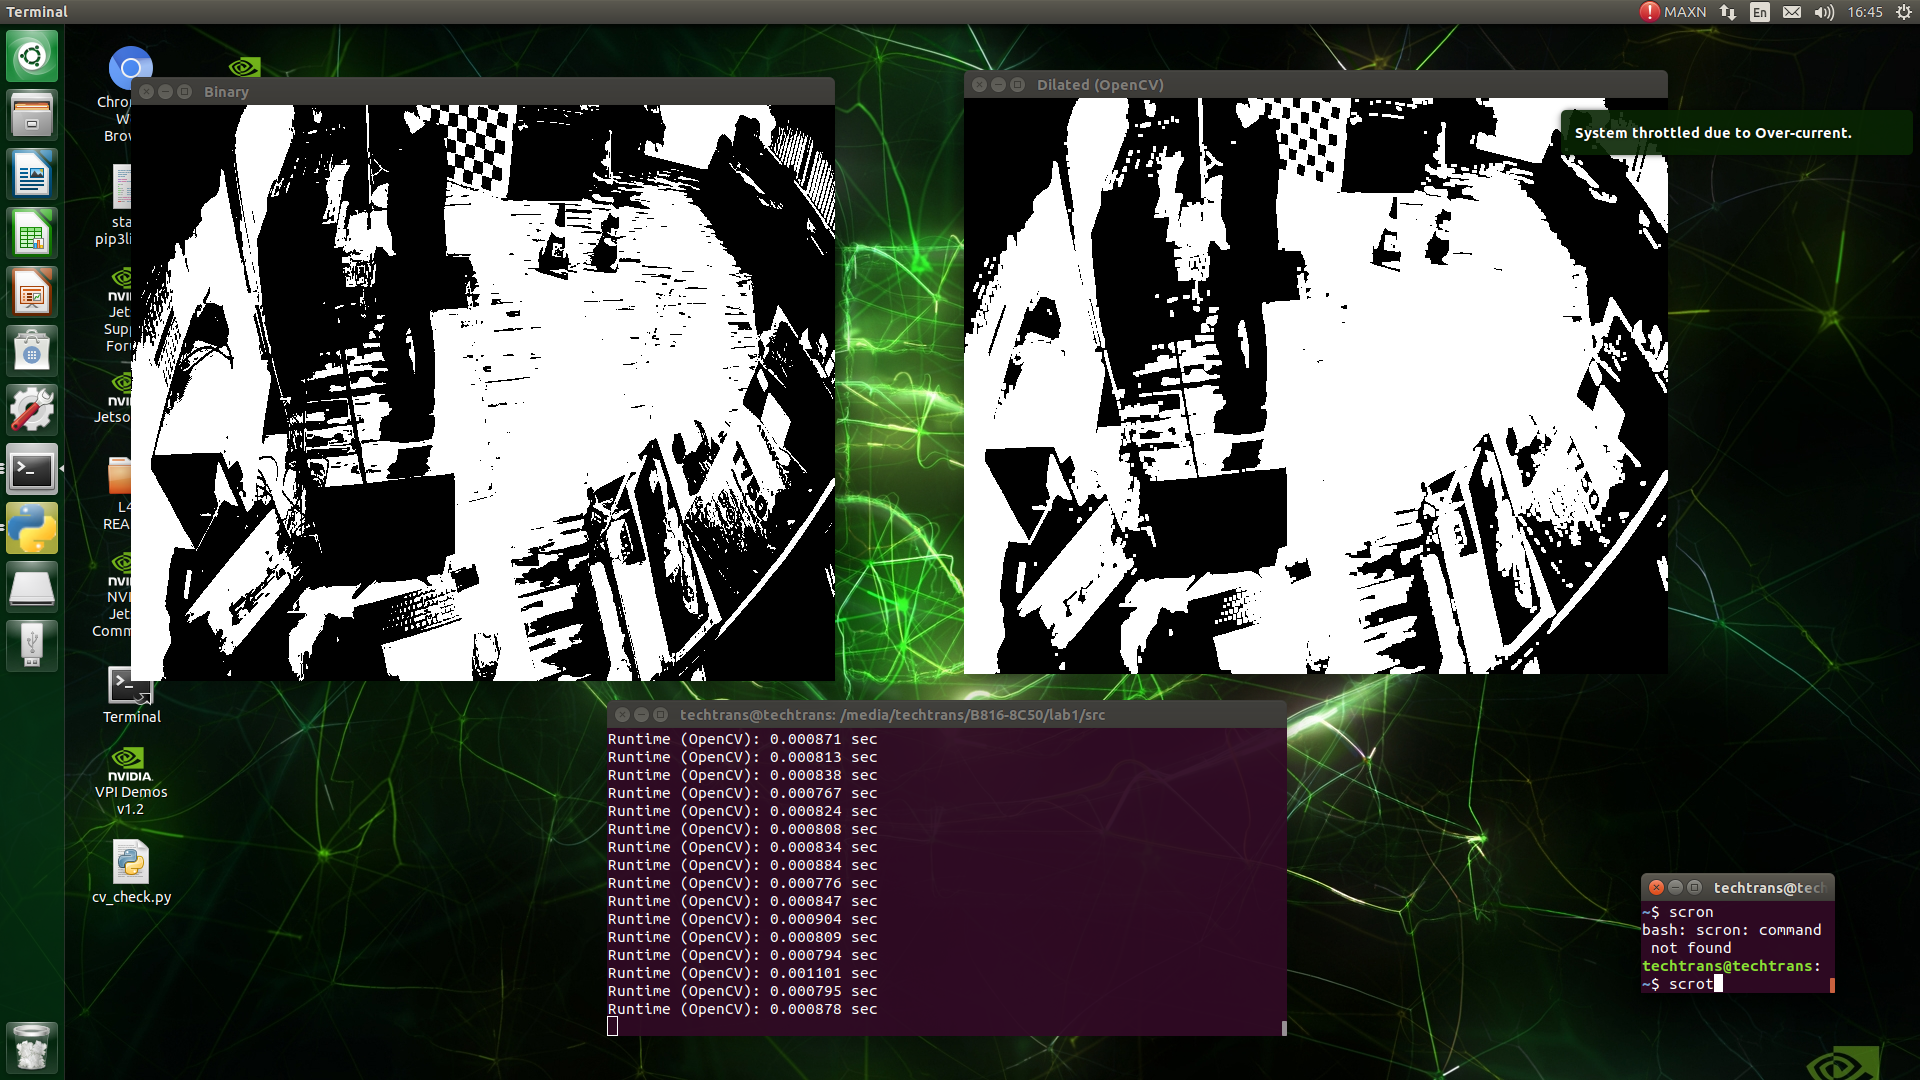 Terminal
MAXN
En
16:45
Chro
W
Brow
sta
pip3li
NVI
Jet
Sup
For
NVI
Jetso
L4
REA
NVI
NV
Jet
Comm
Terminal
NVIDIA.
VPI Demos
v1.2
cv_check.py
Binary
Dilated (OpenCV)
System throttled due to Over-current.
techtrans@techtrans: /media/techtrans/B816-8C50/lab1/src
Runtime (OpenCV): 0.000871 sec
Runtime (OpenCV): 0.000813 sec
Runtime (OpenCV): 0.000838 sec
Runtime (OpenCV): 0.000767 sec
Runtime (OpenCV): 0.000824 sec
Runtime (OpenCV): 0.000808 sec
Runtime (OpenCV): 0.000834 sec
Runtime (OpenCV): 0.000884 sec
Runtime (OpenCV): 0.000776 sec
Runtime (OpenCV): 0.000847 sec
Runtime (OpenCV): 0.000904 sec
Runtime (OpenCV): 0.000809 sec
Runtime (OpenCV): 0.000794 sec
Runtime (OpenCV): 0.001101 sec
Runtime (OpenCV): 0.000795 sec
Runtime (OpenCV): 0.000878 sec
techtrans@tech
~$ scron
bash: scron: command
not found
techtrans@techtrans:
~$ scrot